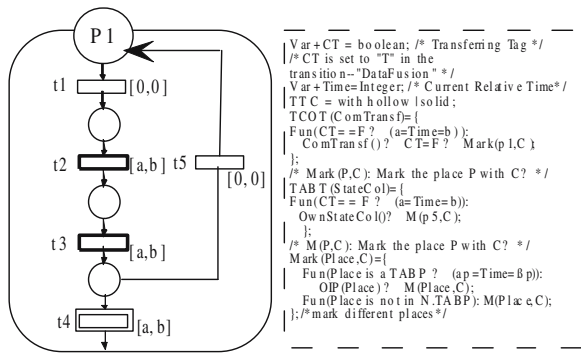 P1
t1
[0,0]
t2
[a,b]
t5
[0,0]
t3
[a,b]
t4
[a,b]
Var+CT = boolean; /* Transferring Tag */
/* CT is set to "T" in the
transition--"DataFusion" */
Var+Time=Integer; /* Current Relative Time*/
TTC = with hollow |solid;
TCOT(ComTransf)={
Fun(CT==F? (a=Time=b)):
ComTransf()? CT=F? Mark(p1,C);
};
/* Mark(P,C): Mark the place P with C? */
TABT(StateCol)={
Fun(CT== F? (a=Time=b)):
OwnStateCol()? M(p5,C);
};
/* M(P,C): Mark the place P with C? */
Mark(Place,C)={
Fun(Place is a TABP? (ap=Time=ßp)):
OIP(Place)? M(Place,C);
Fun(Place is not in N.TABP): M(Place,C);
};/*mark different places*/